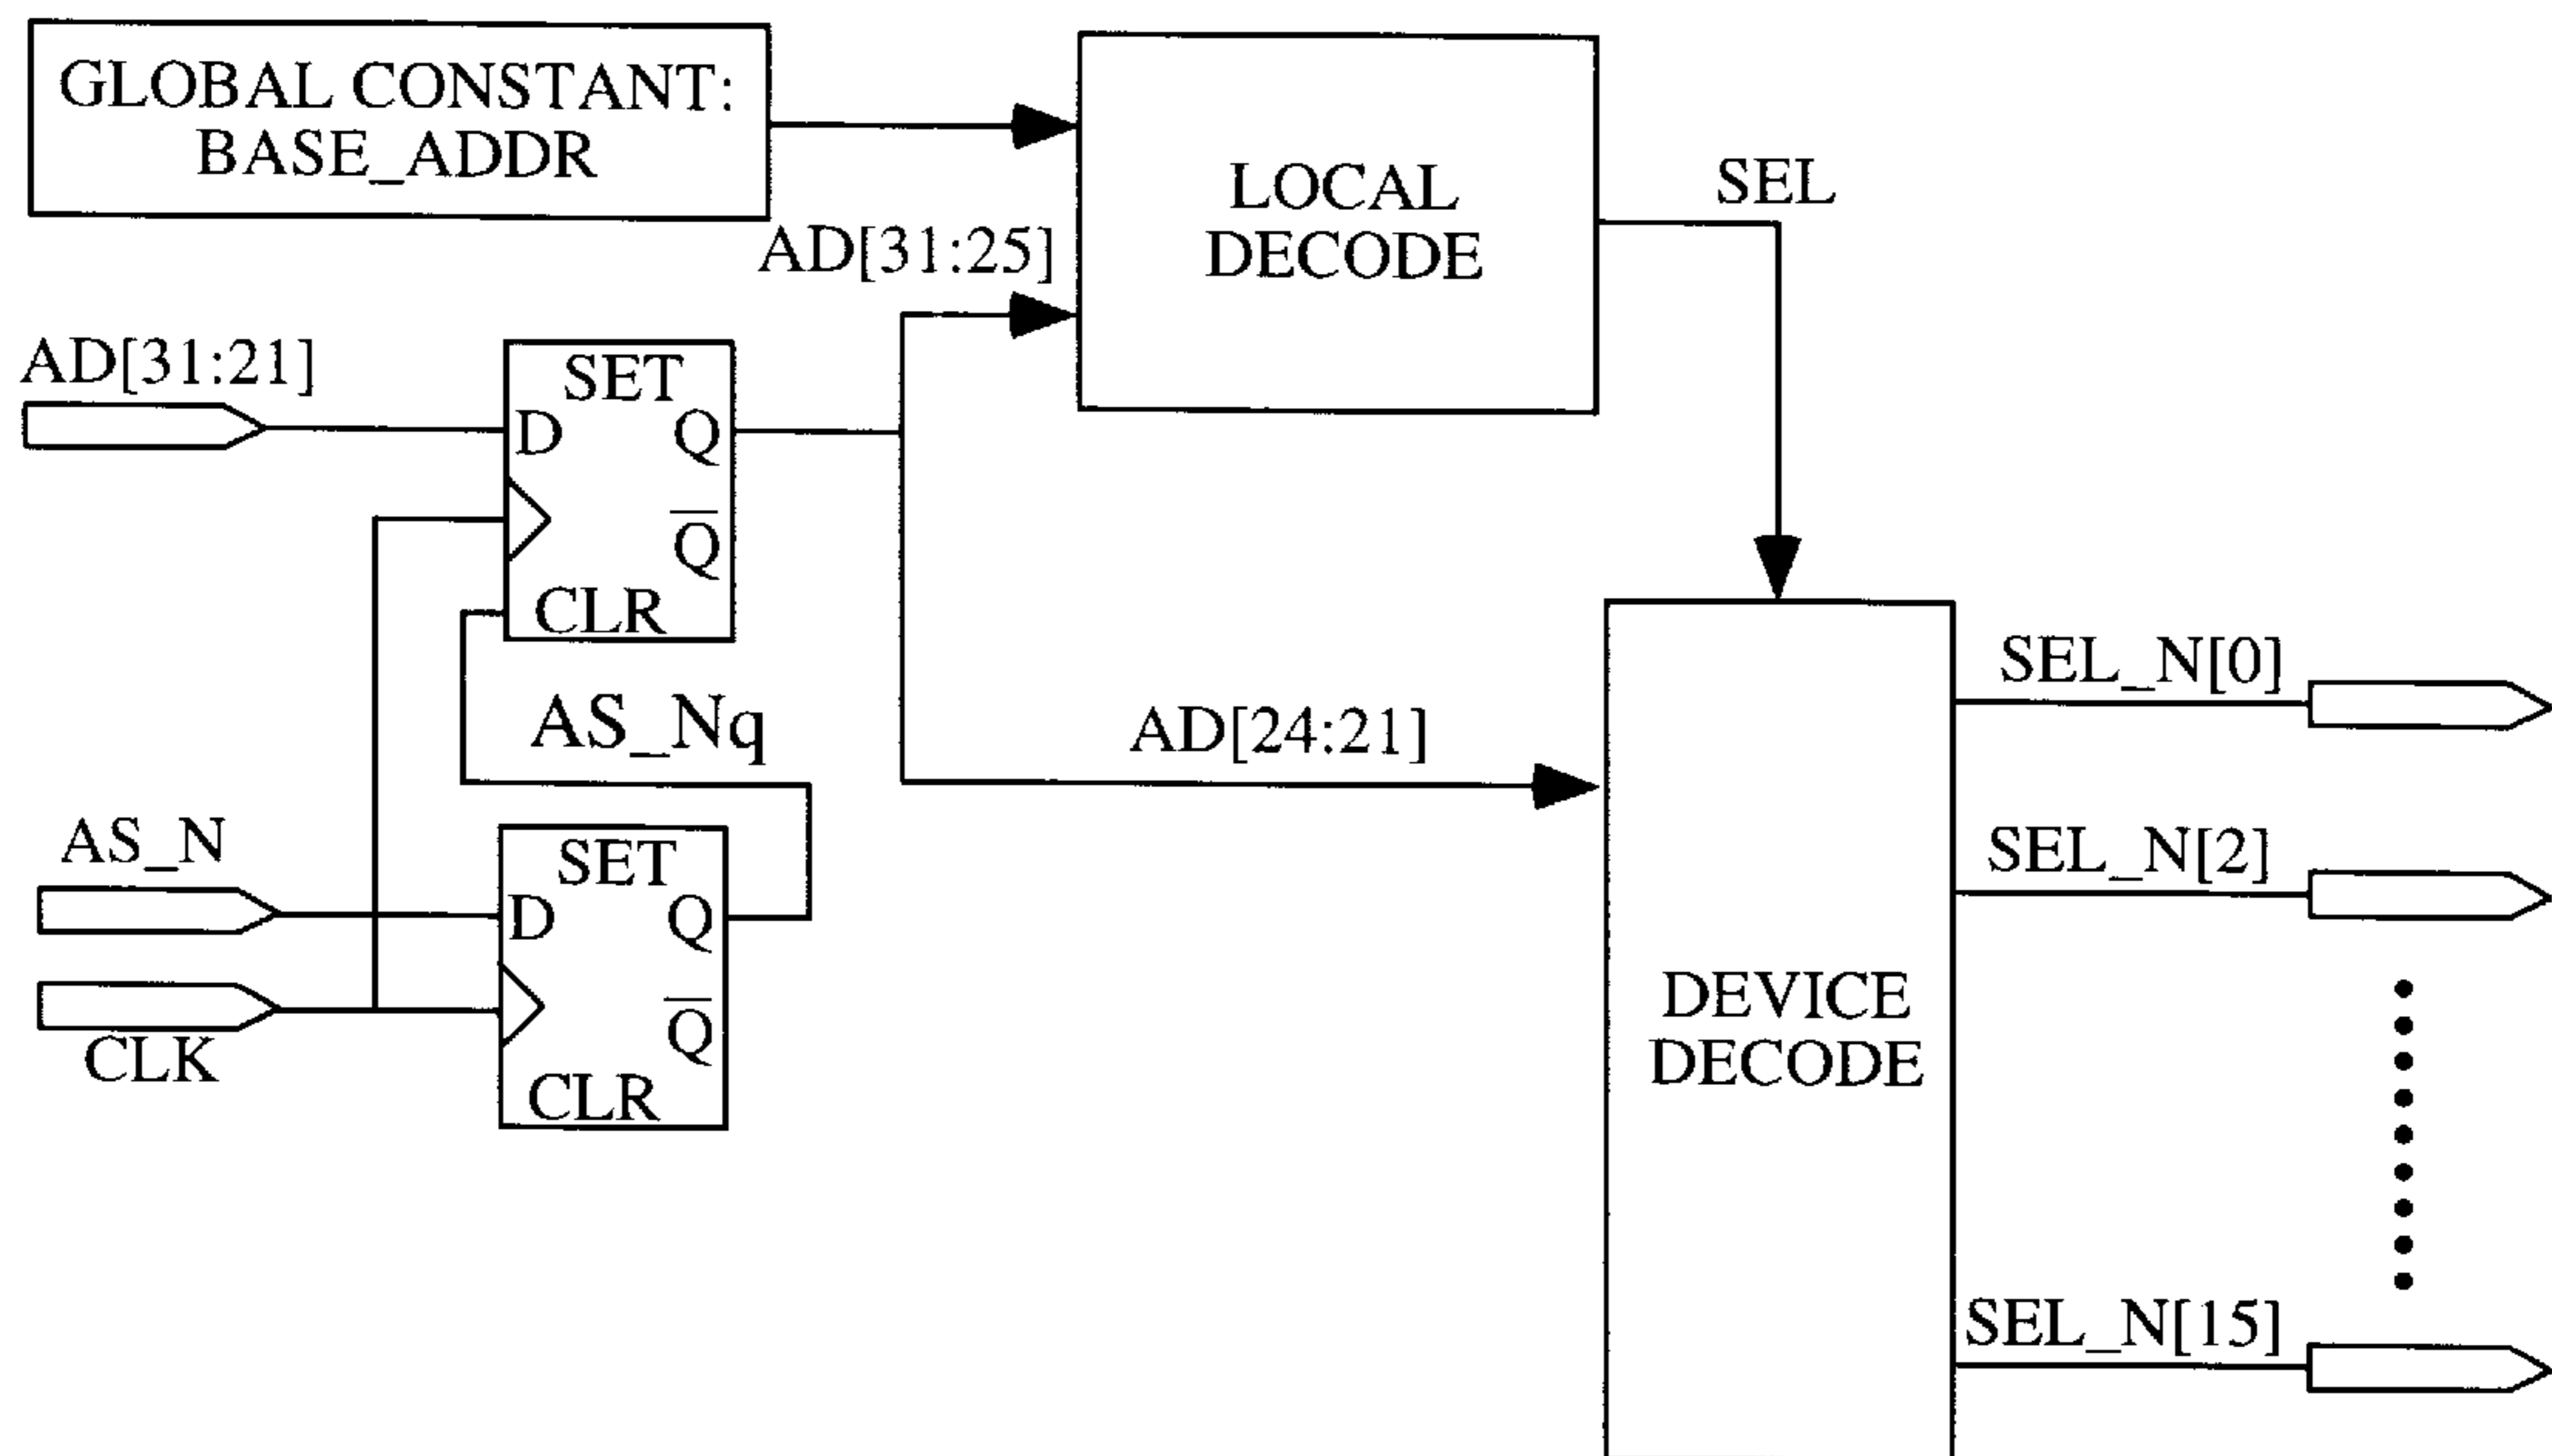 GLOBAL CONSTANT:
BASE_ADDR
LOCAL
DECODE
SEL
AD[31:25]
AD[31:21]
SET
D
Q
Q
CLR
AS_Nq
AD[24:21]
AS_N
CLK
SET
D
Q
Q
CLR
DEVICE
DECODE
SEL_N[0]
SEL_N[2]
SEL_N[15]